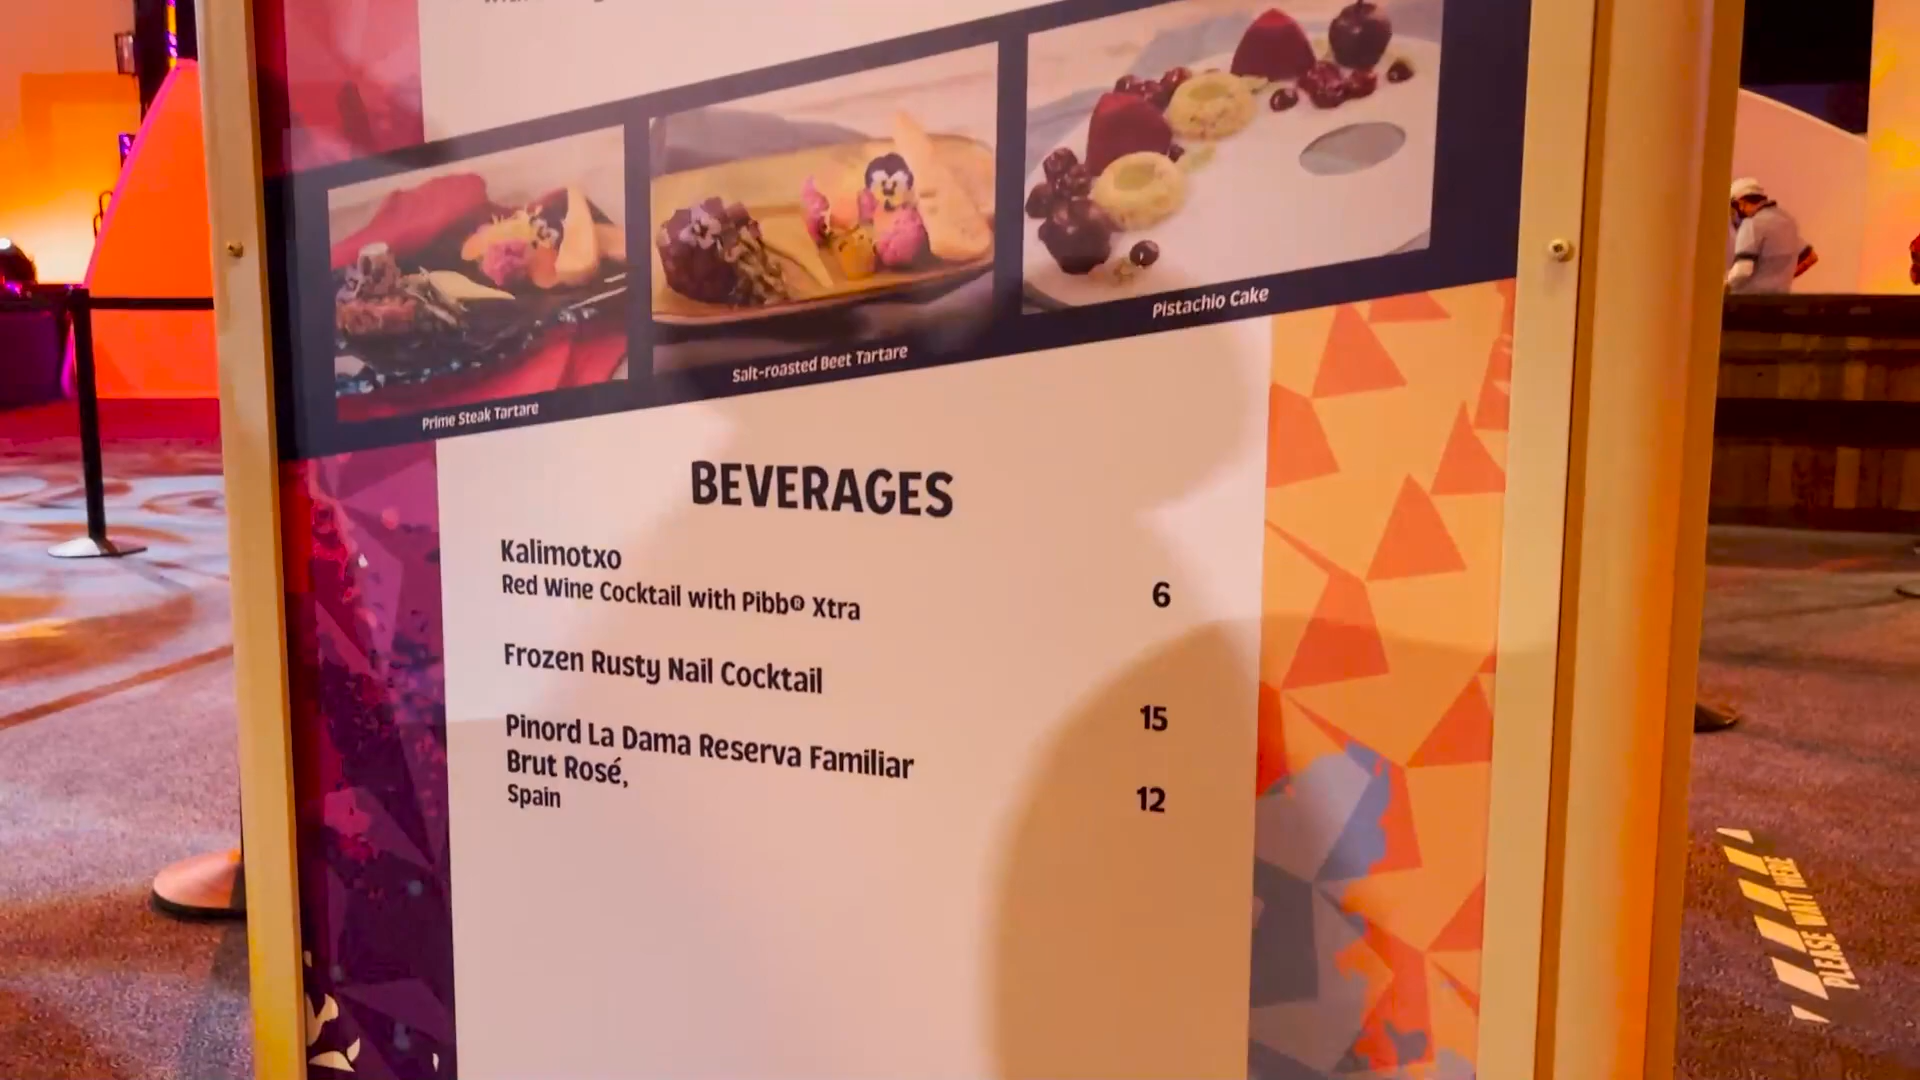 Prime Steak Tartare
Salt-roasted Beet Tartare
Pistachio Cake
BEVERAGES
Kalimotxo
Red Wine Cocktail with Pibb® Xtra
6
Frozen Rusty Nail Cocktail
15
Pinord La Dama Reserva Familiar
Brut Rosé,
Spain
12
PLEASE WAIT HERE